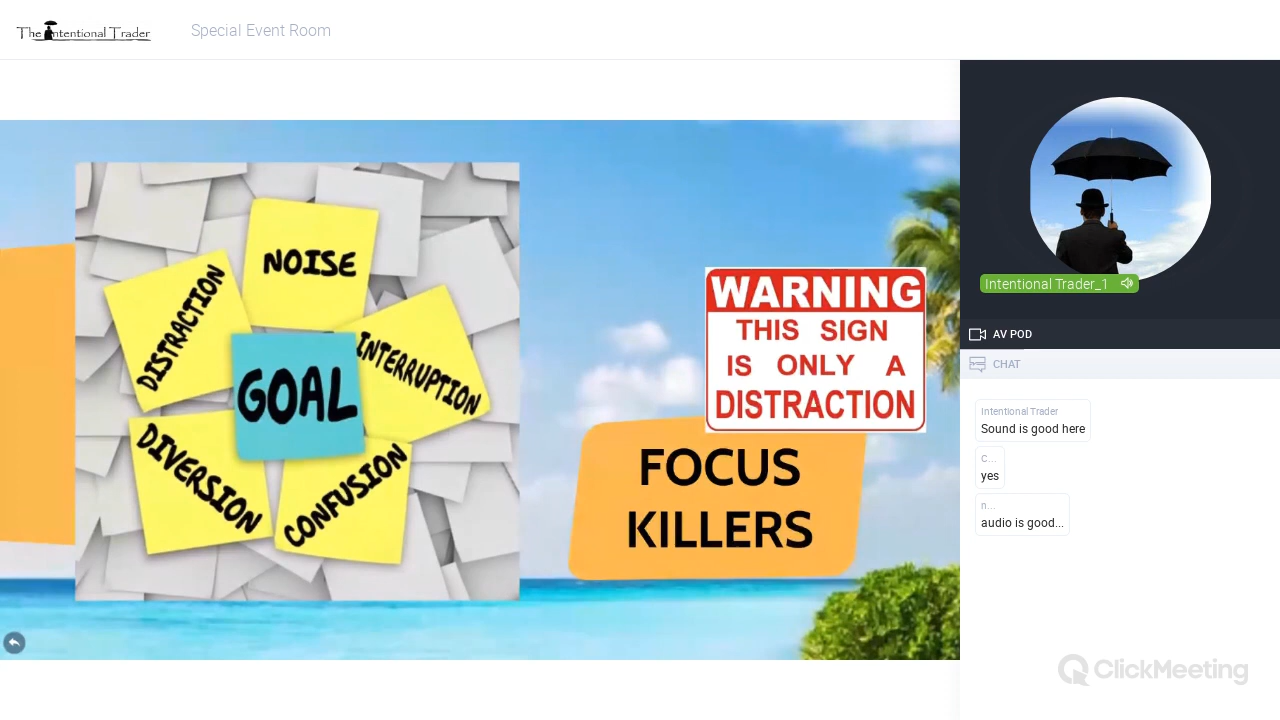 The Intentional Trader
Special Event Room
NOISE
DISTRACTION
INTERRUPTION
GOAL
DIVERSION
CONFUSION
WARNING
THIS SIGN
IS ONLY A
DISTRACTION
FOCUS
KILLERS
Intentional Trader_1
AV POD
CHAT
Intentional Trader
Sound is good here
C...
yes
n...
audio is good...
ClickMeeting